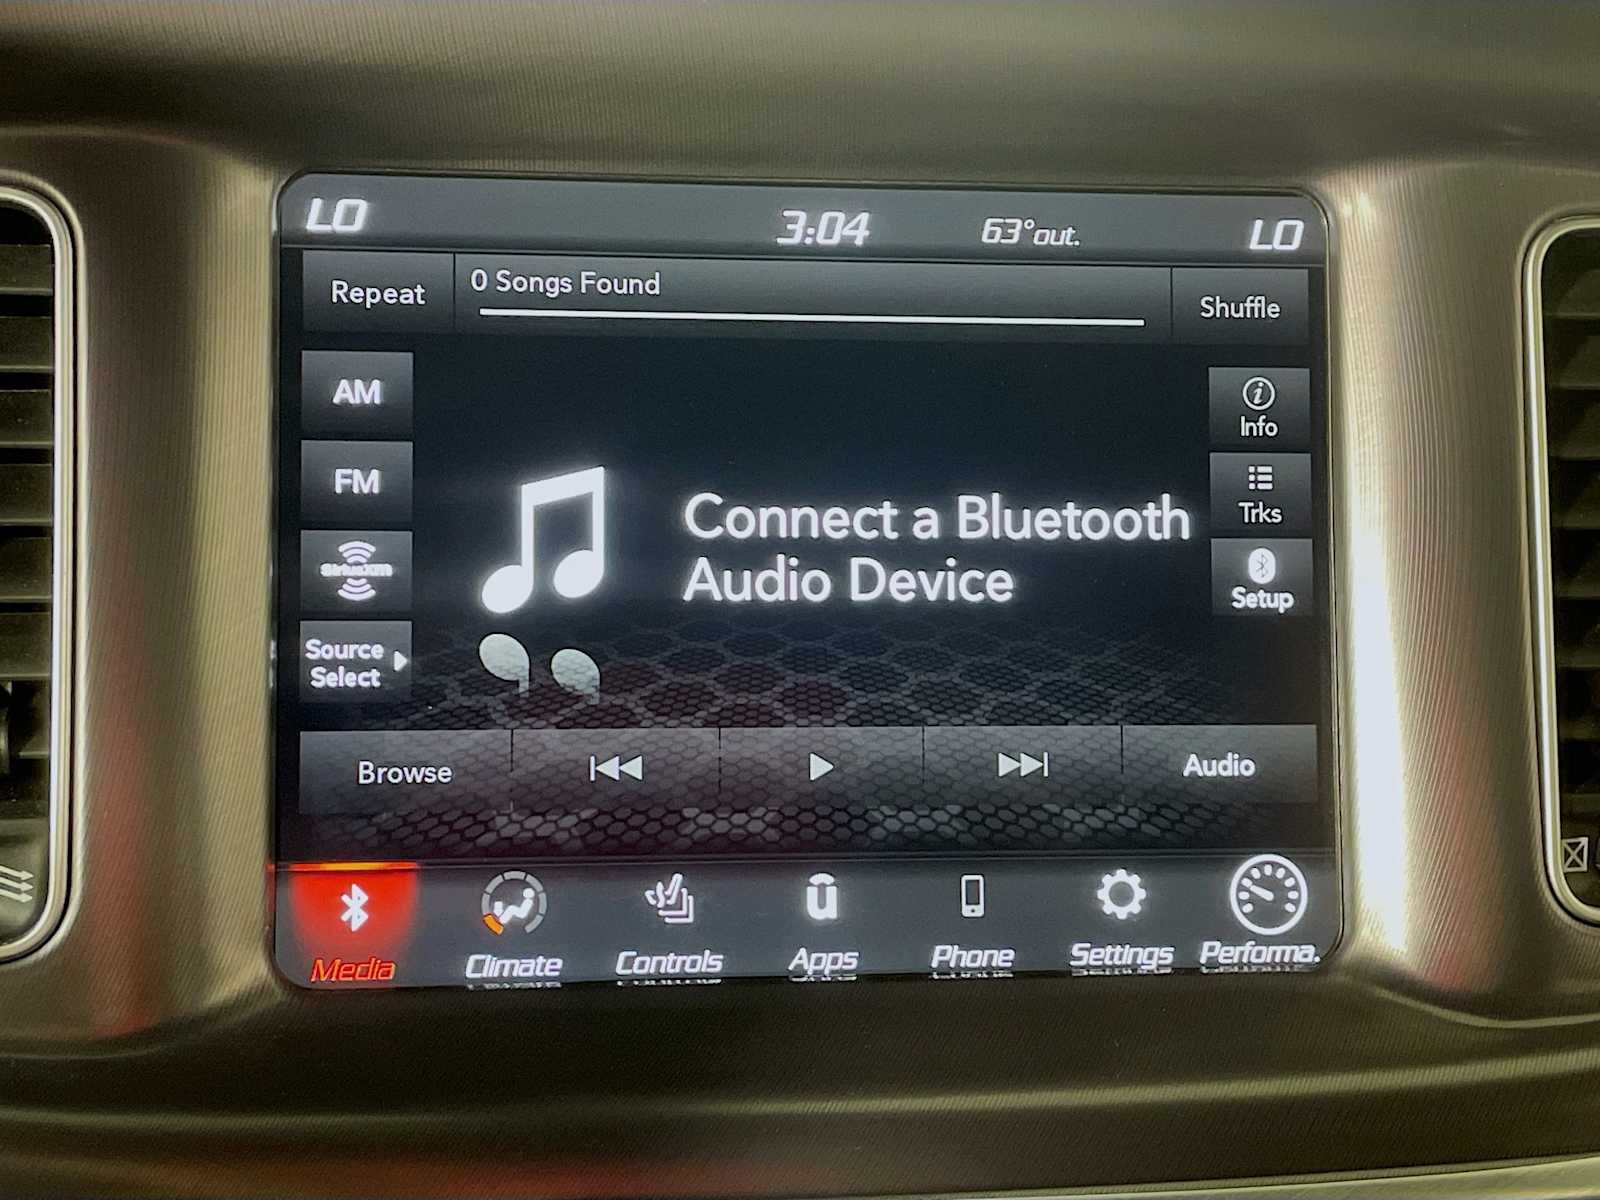 LO 3:04 63°out. LO
Repeat 0 Songs Found Shuffle
AM
FM
siriusxm
Source
Select
Connect a Bluetooth
Audio Device
Info
Trks
Setup
Browse Audio
Media Climate Controls Apps Phone Settings Performa.